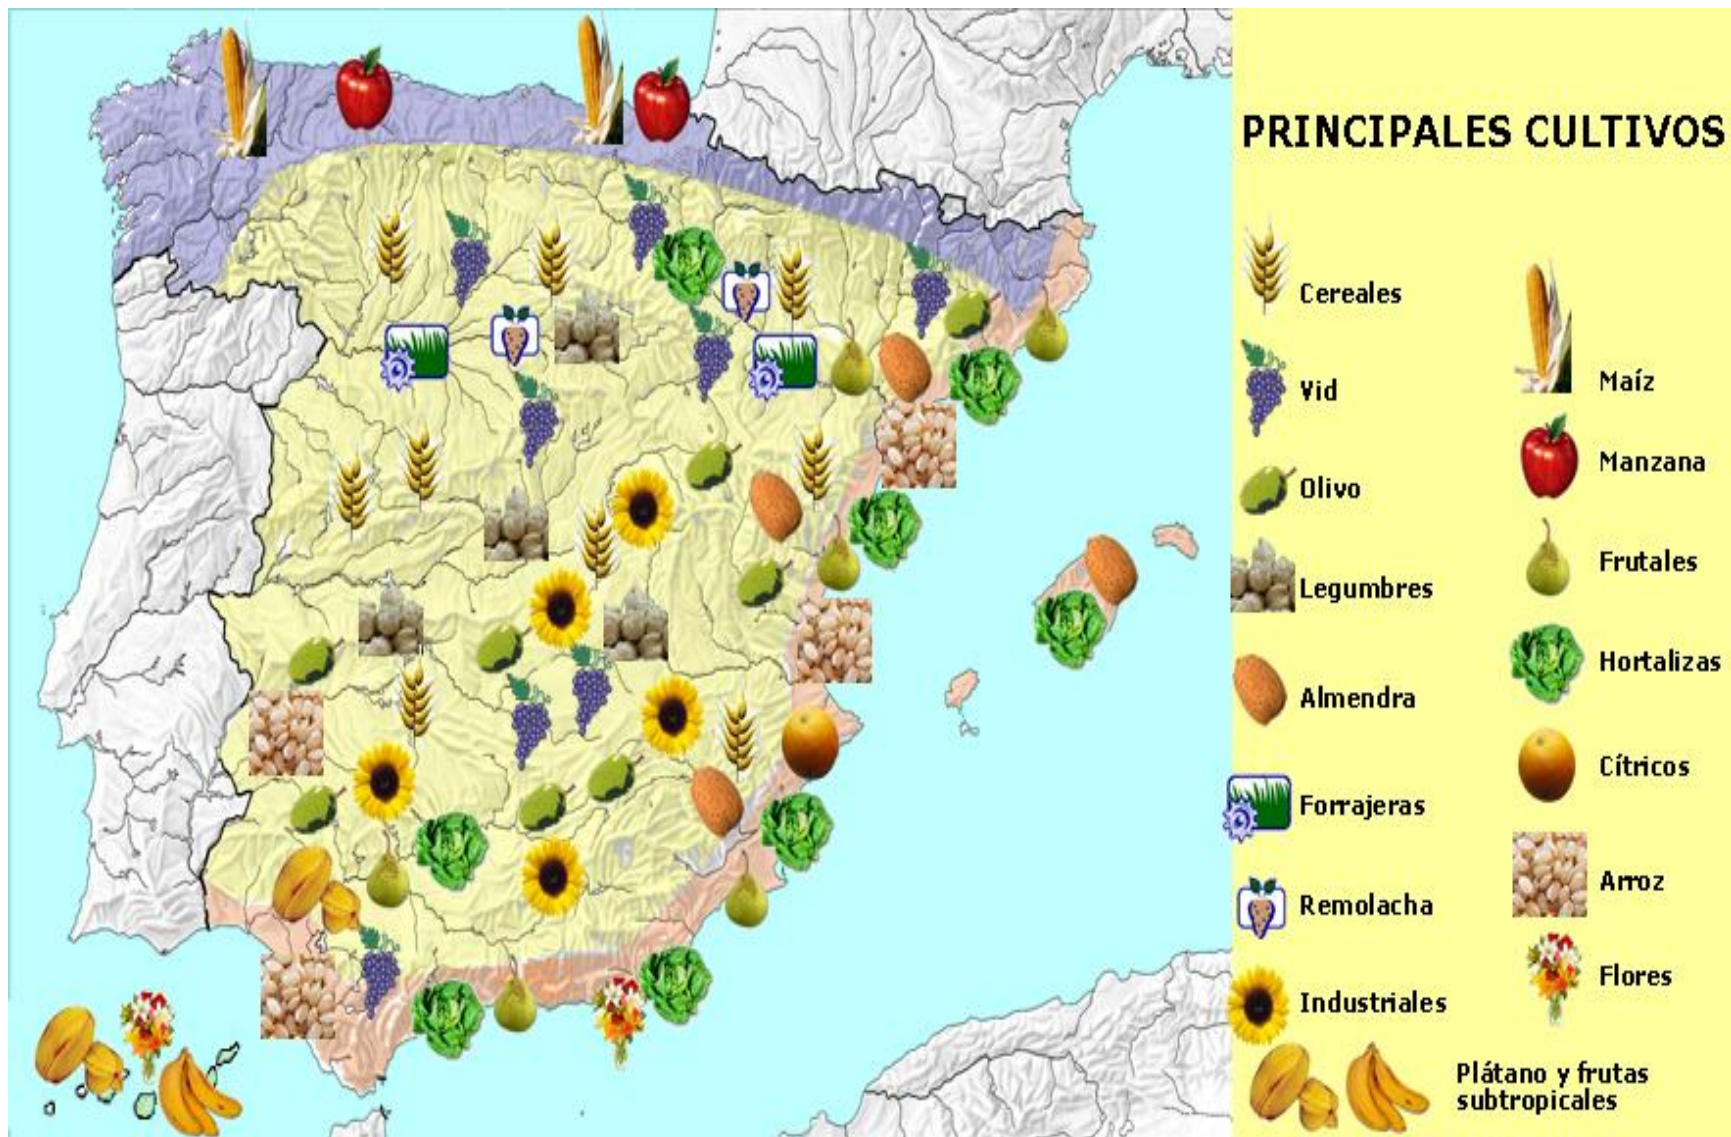 PRINCIPALES CULTIVOS
Cereales
Vid
Olivo
Legumbres
Almendra
Forrajeras
Remolacha
Industriales
Maíz
Manzana
Frutales
Hortalizas
Cítricos
Arroz
Flores
Plátano y frutas
subtropicales